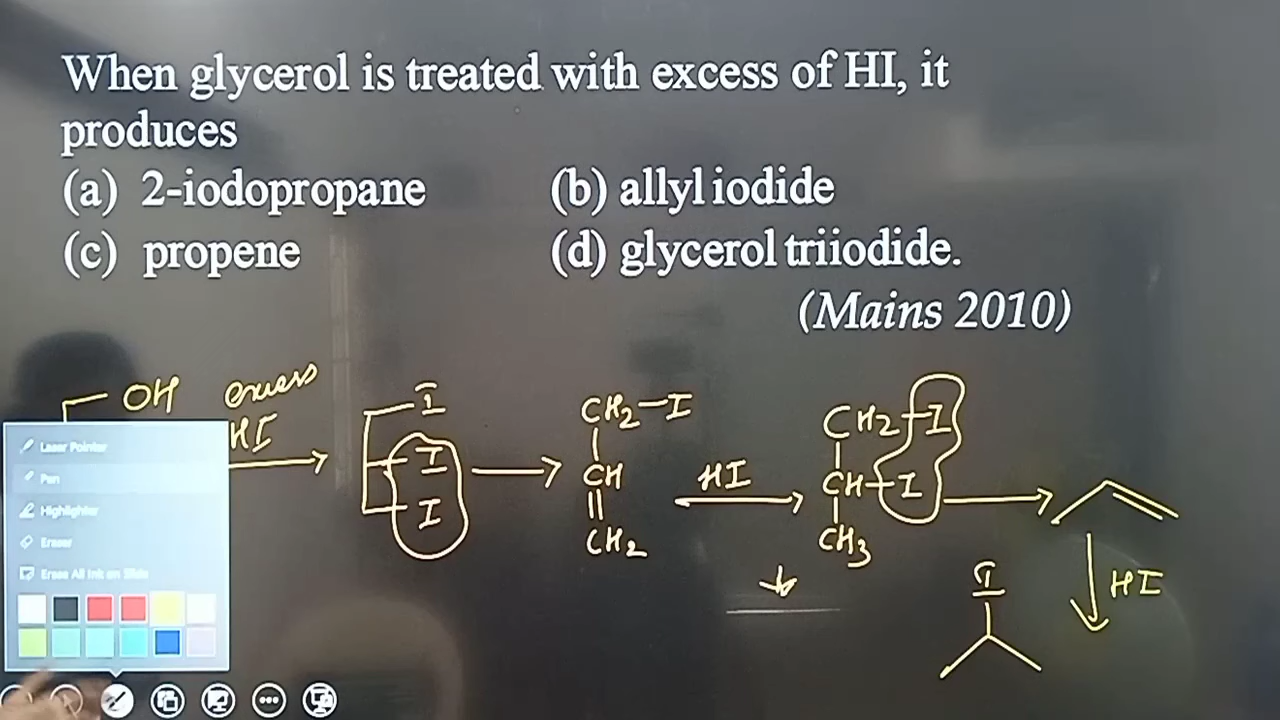 When glycerol is treated with excess of HI, it
produces
(a) 2-iodopropane (b) allyl iodide
(c) propene (d) glycerol triiodide.
(Mains 2010)
OH excess
HI
I
I
I
CH2-I
CH
CH2
HI
CH2-I
CH-I
CH3
HI
I
Laser Pointer
Pen
Highlighter
Eraser
Erase All Ink on Slide